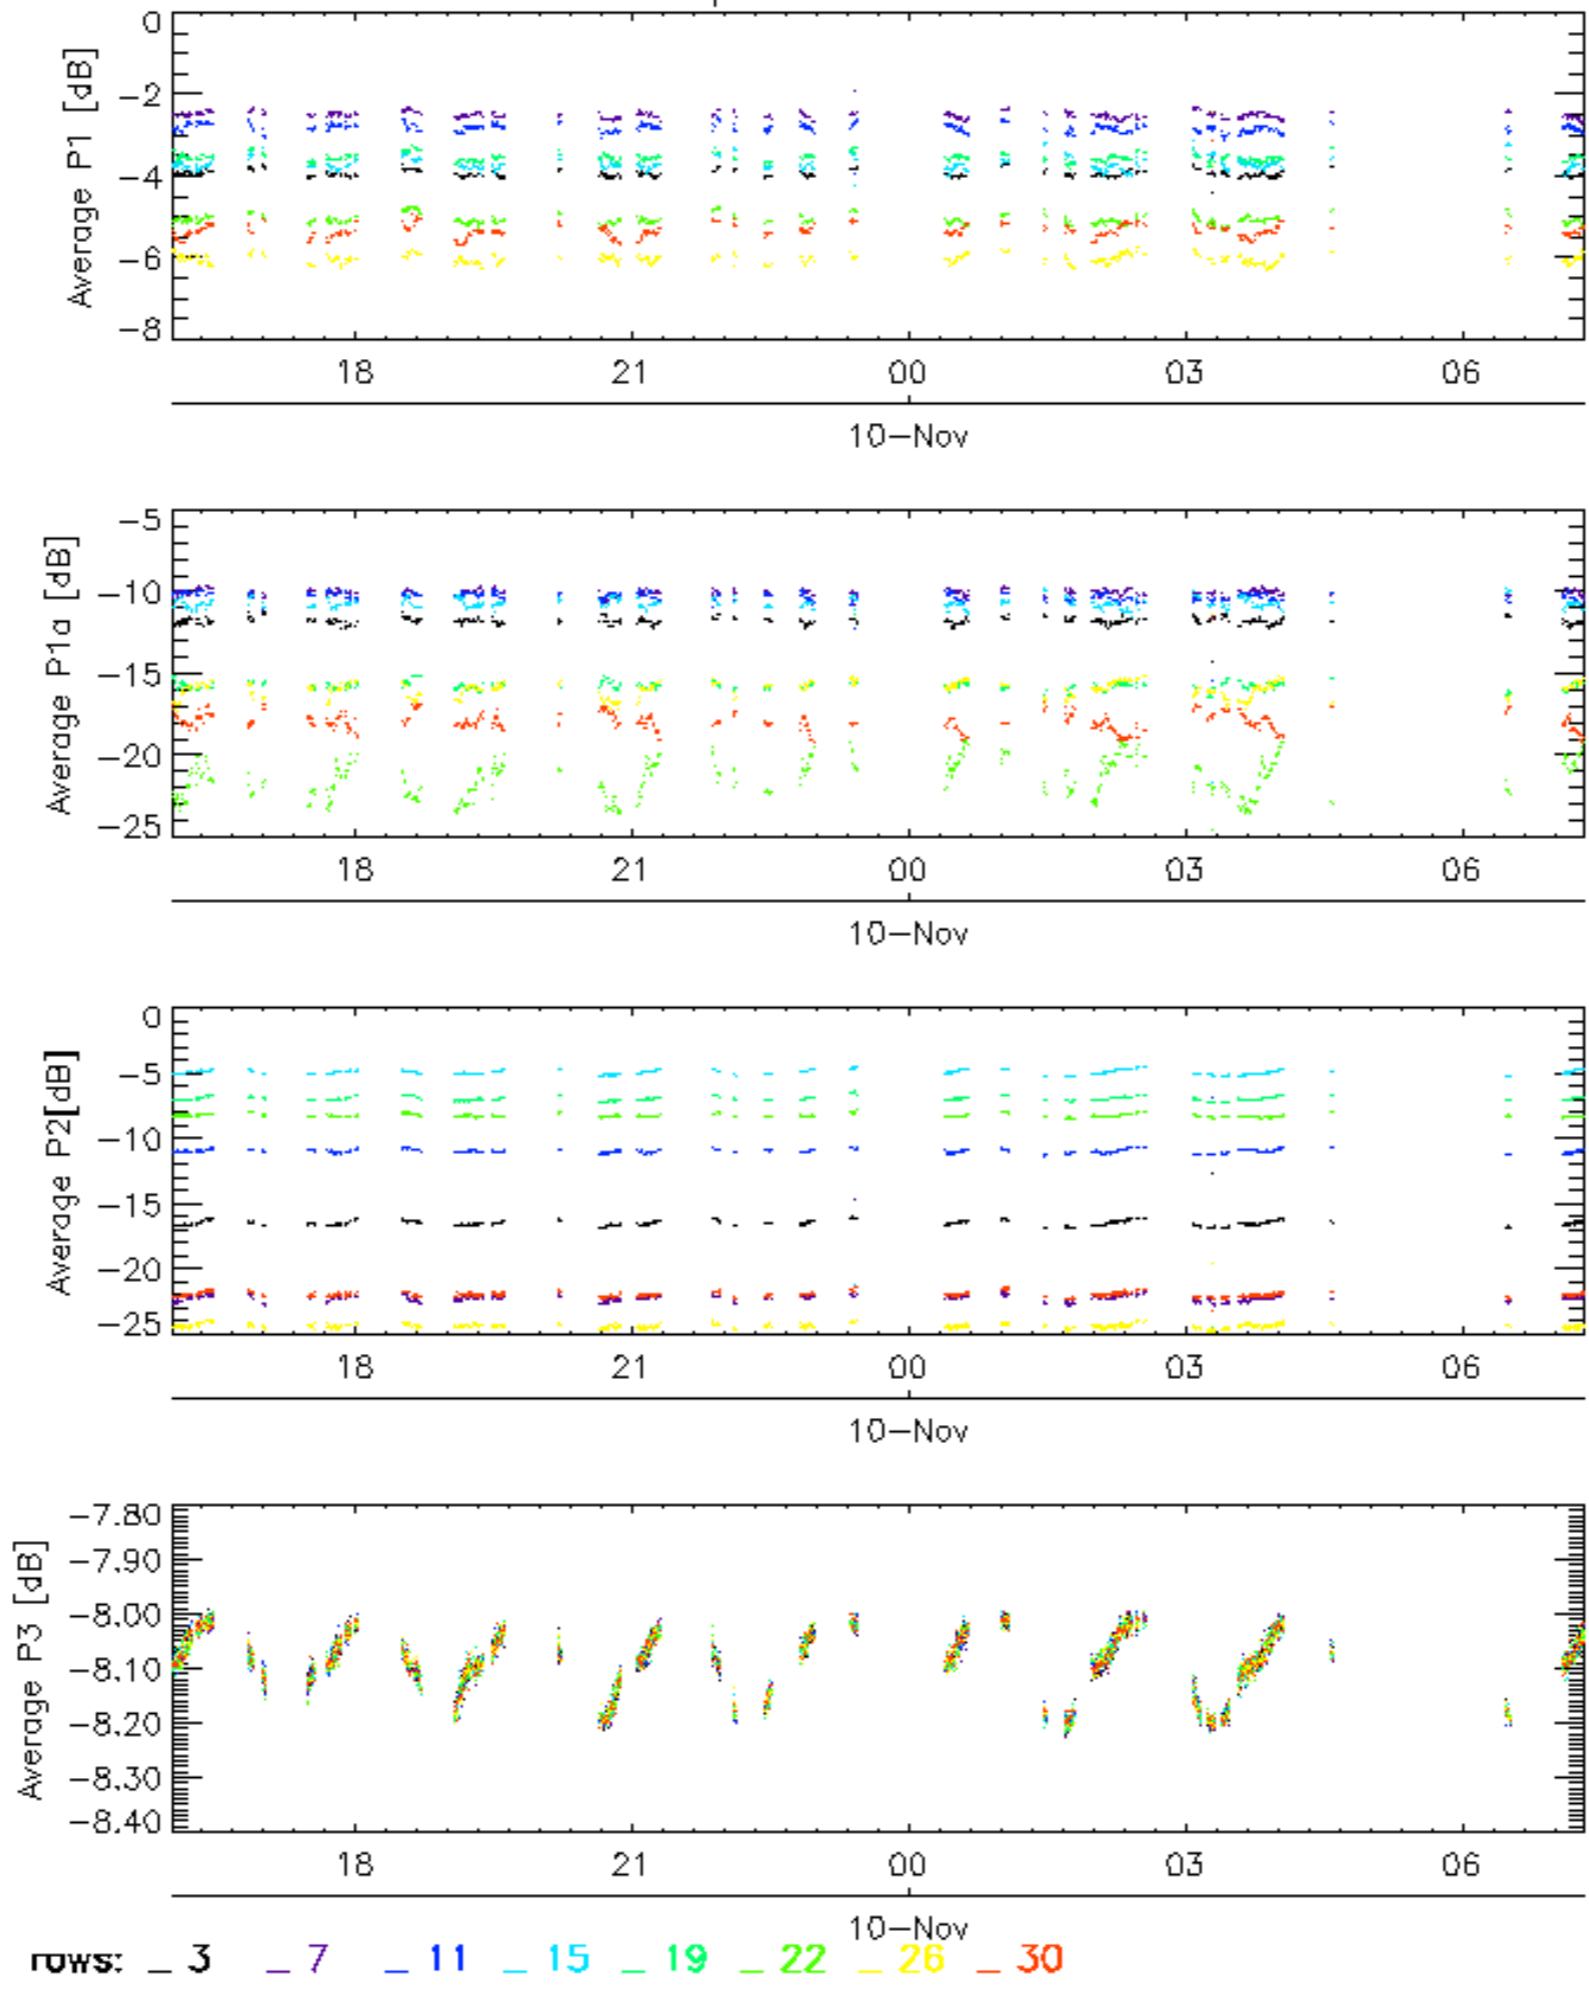 Average P1 [dB]
0
−2
−4
−6
−8
18 21 00 03 06
10−Nov
Average P1a [dB]
−5
−10
−15
−20
−25
18 21 00 03 06
10−Nov
Average P2[dB]
0
−5
−10
−15
−20
−25
18 21 00 03 06
10−Nov
Average P3 [dB]
−7.80
−7.90
−8.00
−8.10
−8.20
−8.30
−8.40
18 21 00 03 06
10−Nov
rows: _ 3 _ 7 _ 11 _ 15 _ 19 _ 22 _ 26 _ 30